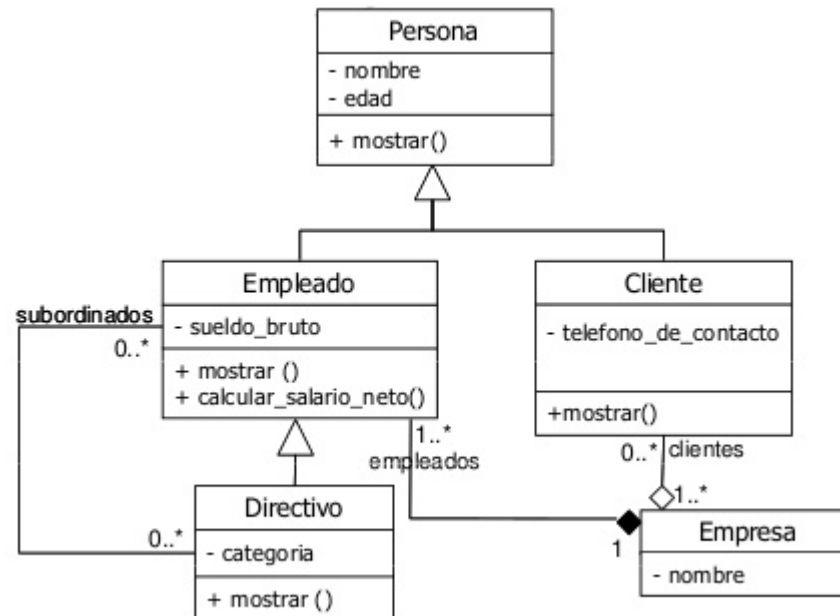 Persona
- nombre
- edad
+ mostrar()
Empleado
- sueldo_bruto
+ mostrar ()
+ calcular_salario_neto()
Cliente
- telefono_de_contacto
+mostrar()
subordinados
0..*
1..*
empleados
0..*
clientes
Directivo
- categoria
+ mostrar ()
0..*
1..*
1
Empresa
- nombre